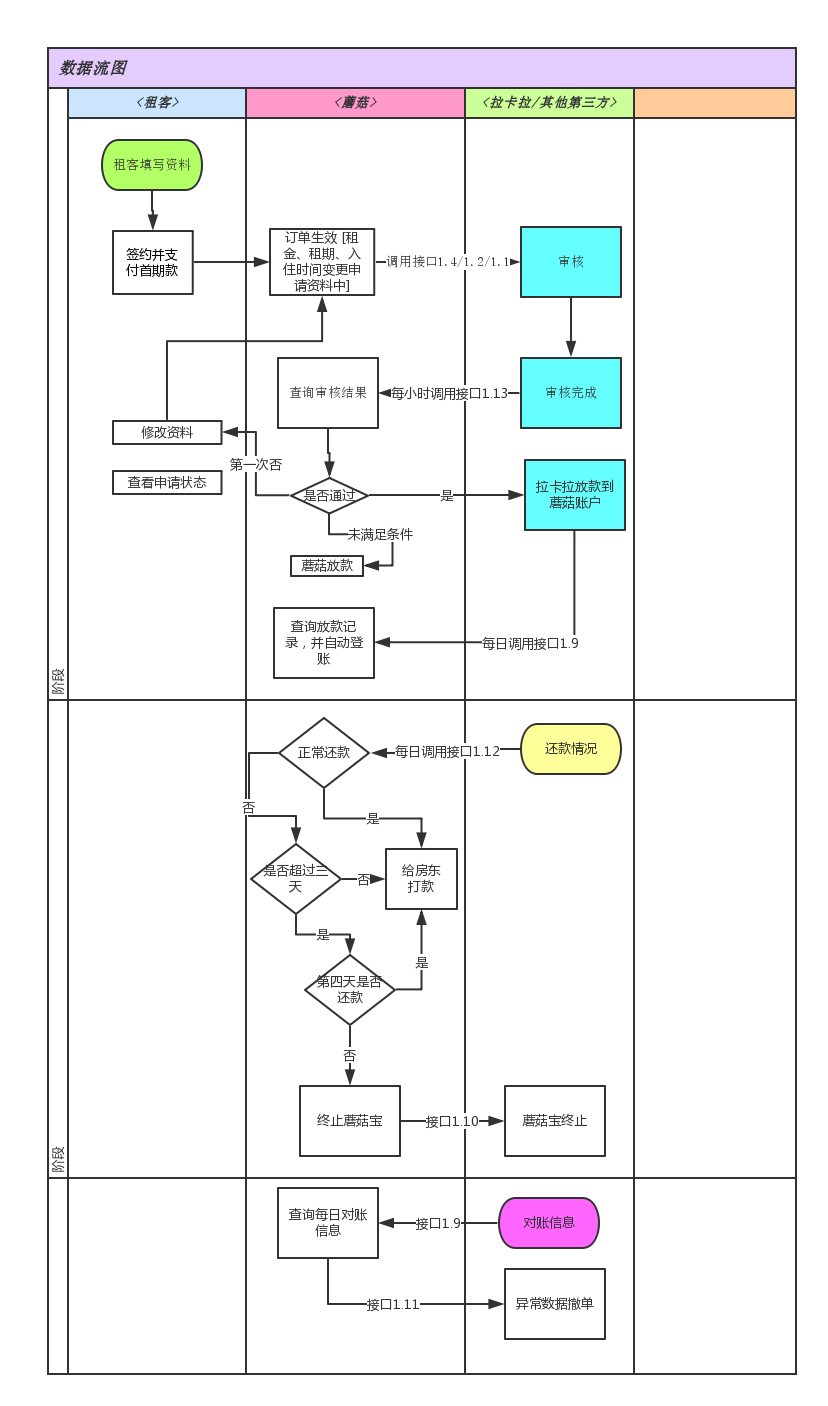 数据流图
<租客>
<蘑菇>
<拉卡拉/其他第三方>
租客填写资料
签约并支
付首期款
订单生效 [租
金、租期、入
住时间变更申
请资料中]
调用接口1.4/1.2/1.1
审核
查询审核结果
每小时调用接口1.13
审核完成
修改资料
第一次否
查看申请状态
是否通过
是
拉卡拉放款到
蘑菇账户
未满足条件
蘑菇放款
查询放款记
录，并自动登
账
每日调用接口1.9
阶段
正常还款
每日调用接口1.12
还款情况
否
是
是否超过三
天
否
给房东
打款
是
第四天是否
还款
是
否
终止蘑菇宝
接口1.10
蘑菇宝终止
阶段
查询每日对账
信息
接口1.9
对账信息
接口1.11
异常数据撤单